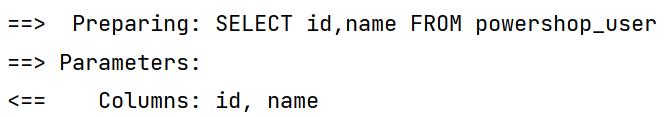 ==>  Preparing: SELECT id,name FROM powershop_user
==> Parameters:
<==    Columns: id, name